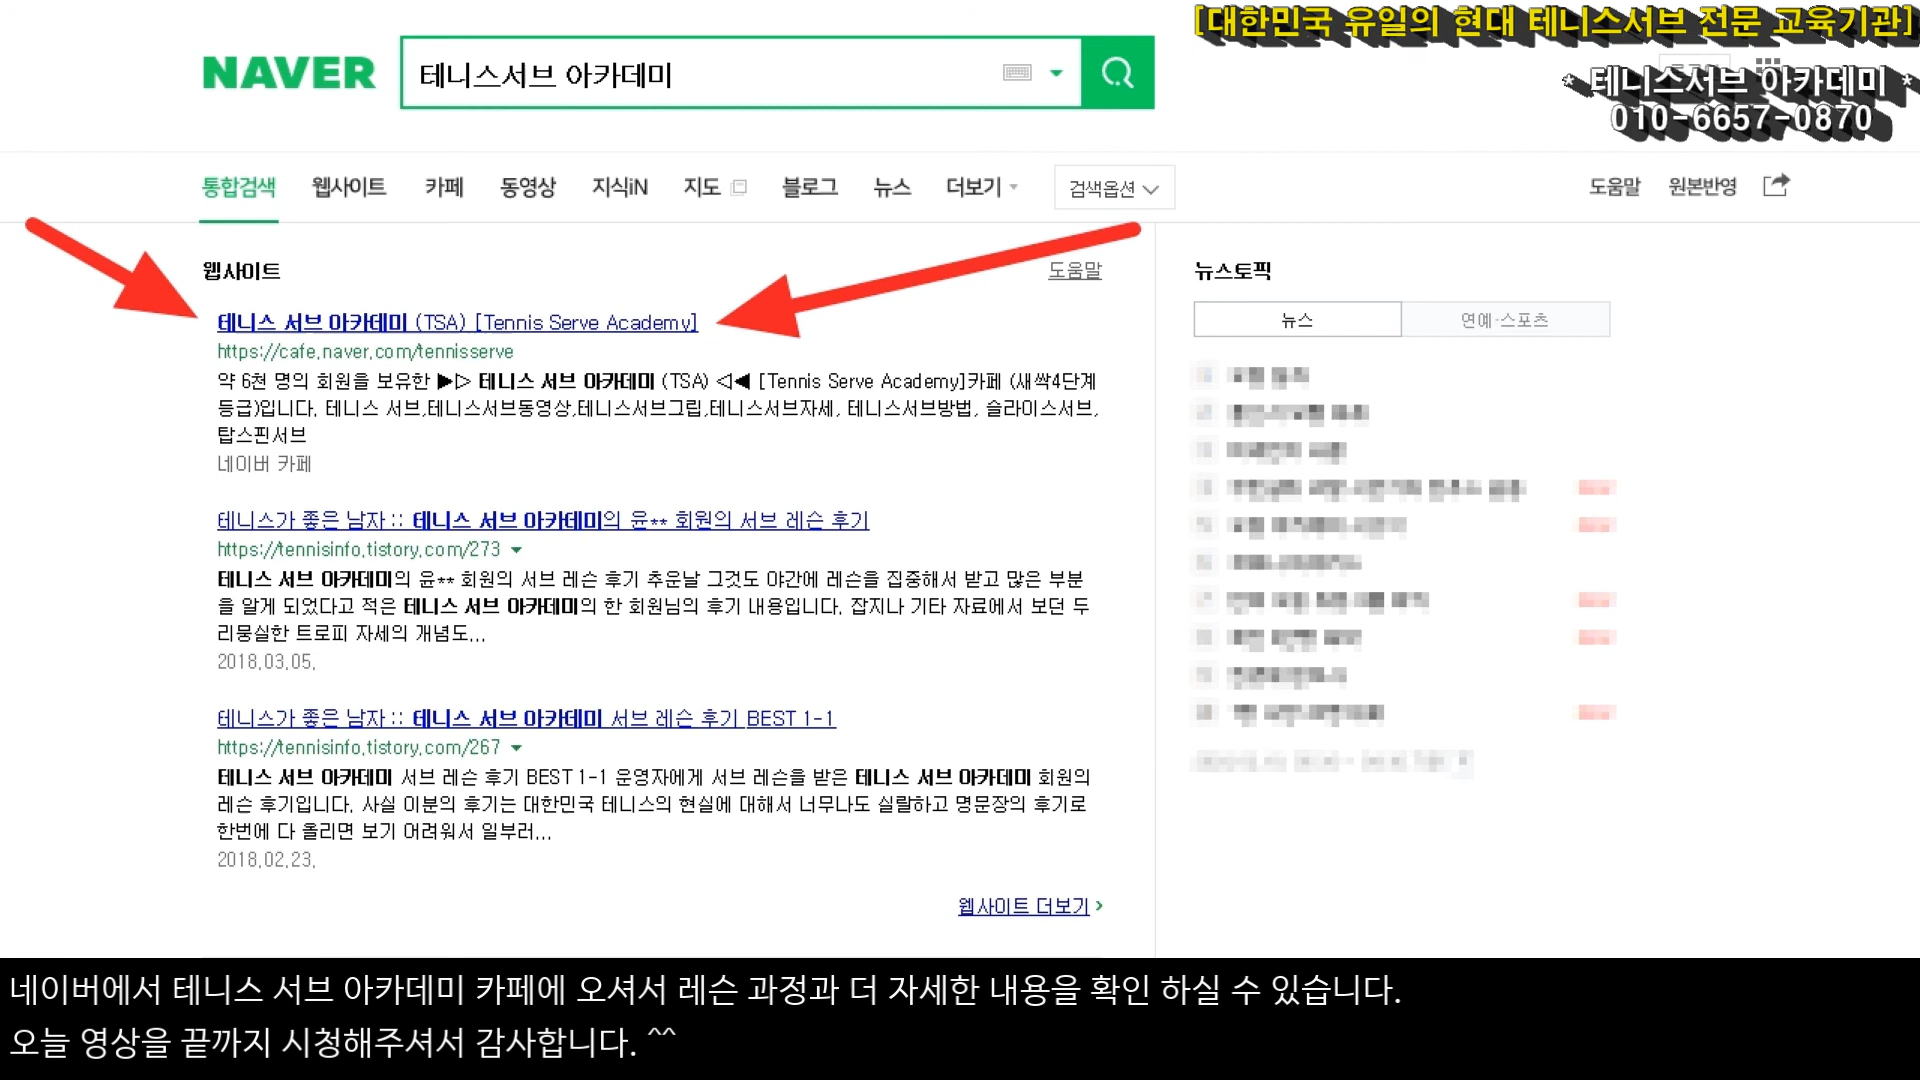 [대한민국 유일의 현대 테니스서브 전문 교육기관]
* 테니스서브 아카데미 *
010-6657-0870
NAVER
테니스서브 아카데미
통합검색 웹사이트 카페 동영상 지식iN 지도 블로그 뉴스 더보기 검색옵션 도움말 원본반영
웹사이트 도움말
테니스 서브 아카데미 (TSA) [Tennis Serve Academy]
https://cafe.naver.com/tennisserve
약 6천 명의 회원을 보유한 ▶▷ 테니스 서브 아카데미 (TSA) ◁◀ [Tennis Serve Academy]카페 (새싹4단계
등급)입니다. 테니스 서브,테니스서브동영상,테니스서브그립,테니스서브자세, 테니스서브방법, 슬라이스서브,
탑스핀서브
네이버 카페
테니스가 좋은 남자 :: 테니스 서브 아카데미의 윤** 회원의 서브 레슨 후기
https://tennisinfo.tistory.com/273
테니스 서브 아카데미의 윤** 회원의 서브 레슨 후기 추운날 그것도 야간에 레슨을 집중해서 받고 많은 부분
을 알게 되었다고 적은 테니스 서브 아카데미의 한 회원님의 후기 내용입니다. 잡지나 기타 자료에서 보던 두
리뭉실한 트로피 자세의 개념도...
2018.03.05.
테니스가 좋은 남자 :: 테니스 서브 아카데미 서브 레슨 후기 BEST 1-1
https://tennisinfo.tistory.com/267
테니스 서브 아카데미 서브 레슨 후기 BEST 1-1 운영자에게 서브 레슨을 받은 테니스 서브 아카데미 회원의
레슨 후기입니다. 사실 이분의 후기는 대한민국 테니스의 현실에 대해서 너무나도 실랄하고 명문장의 후기로
한번에 다 올리면 보기 어려워서 일부러...
2018.02.23.
웹사이트 더보기
뉴스토픽
뉴스 연예·스포츠
네이버에서 테니스 서브 아카데미 카페에 오셔서 레슨 과정과 더 자세한 내용을 확인 하실 수 있습니다.
오늘 영상을 끝까지 시청해주셔서 감사합니다. ^^